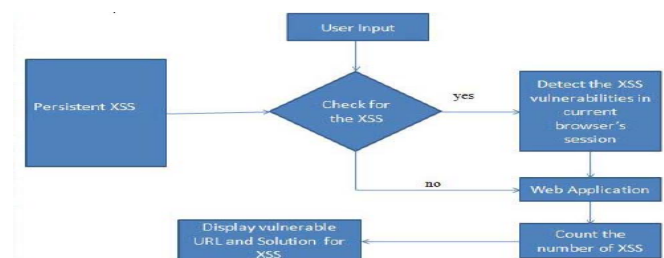 User Input
Persistent XSS
Check for
the XSS
yes
Detect the XSS
vulnerabilities in
current
browser's
session
no
Web Application
Display vulnerable
URL and Solution for
XSS
Count the
number of XSS